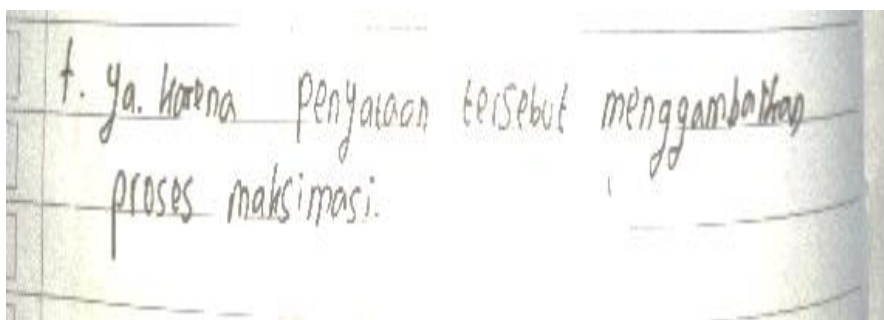 f. ya. karena penyataan tersebut menggambarkan
proses maksimasi.